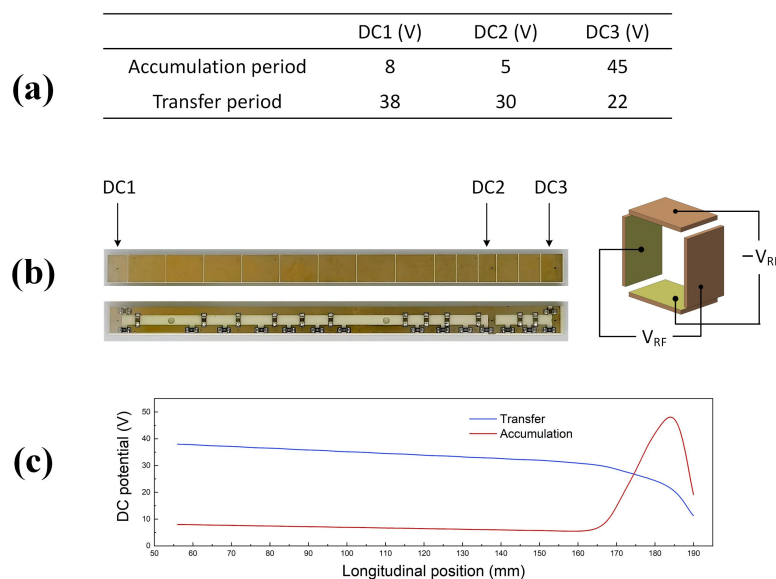 (a)
DC1 (V) DC2 (V) DC3 (V)
Accumulation period 8 5 45
Transfer period 38 30 22
(b)
DC1 DC2 DC3
–V_RF
V_RF
(c)
DC potential (V)
50
40
30
20
10
0
Transfer
Accumulation
50 60 70 80 90 100 110 120 130 140 150 160 170 180 190
Longitudinal position (mm)